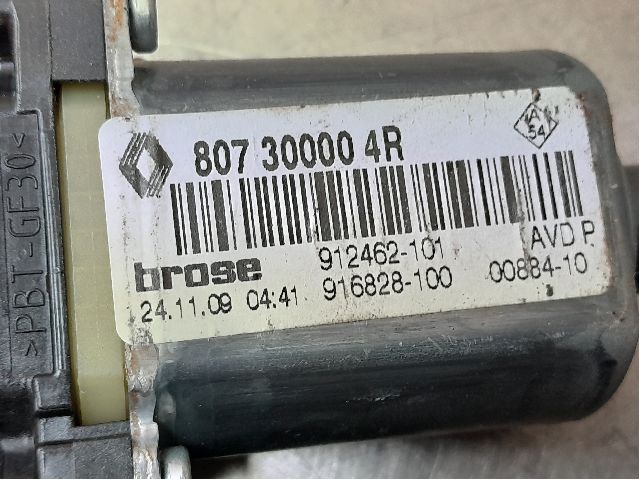 807 30000 4R
brose
912462-101
AVD P
24.11.09 04:41
916828-100
00884-10
>PBT-GF30<